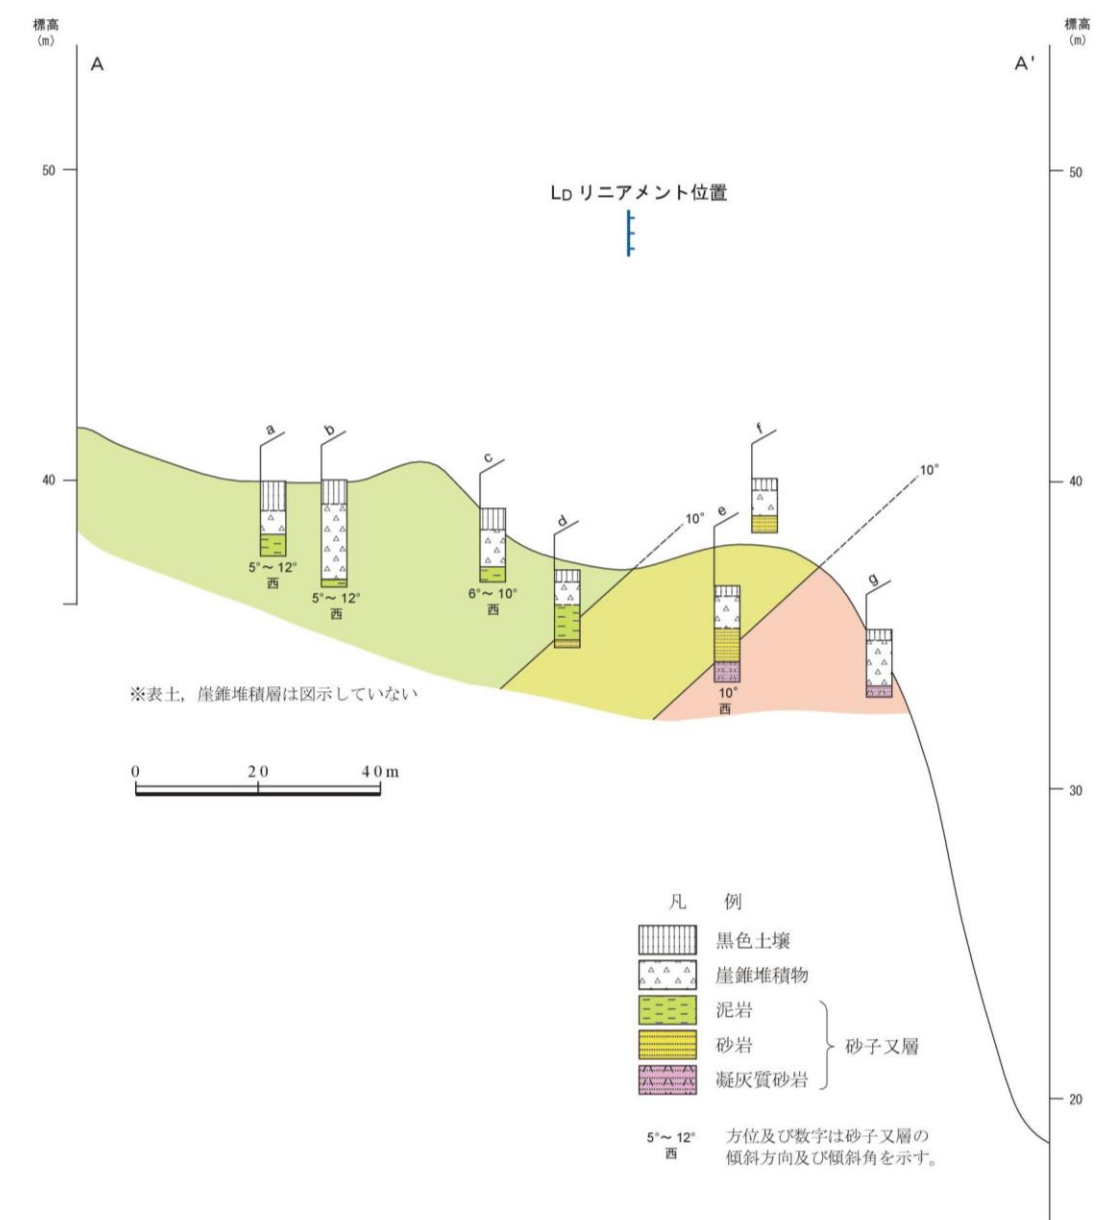 標高
(m)
標高
(m)
A
A'
50
50
LD リニアメント位置
a
b
c
d
e
f
g
40
40
10°
10°
5°~ 12°
西
5°~ 12°
西
6°~ 10°
西
10°
西
※表土，崖錐堆積層は図示していない
0 20 40m
30
凡 例
黒色土壌
崖錐堆積物
泥岩
砂岩
砂子又層
凝灰質砂岩
20
5°~ 12°
西
方位及び数字は砂子又層の
傾斜方向及び傾斜角を示す。